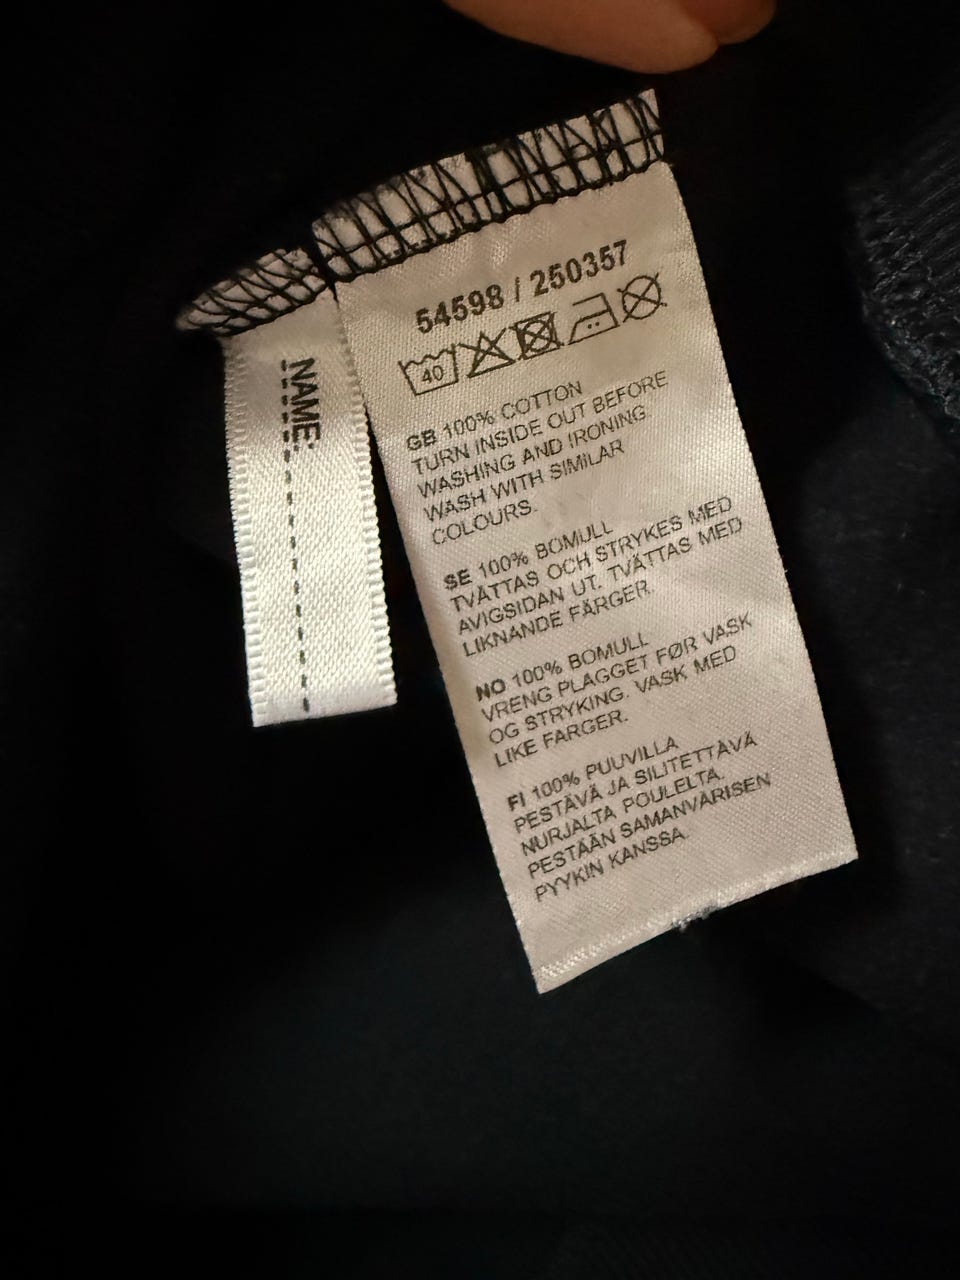 54598 / 250357
40
GB 100% COTTON
TURN INSIDE OUT BEFORE
WASHING AND IRONING.
WASH WITH SIMILAR
COLOURS.
SE 100% BOMULL
TVÄTTAS OCH STRYKES MED
AVIGSIDAN UT. TVÄTTAS MED
LIKNANDE FÄRGER.
NO 100% BOMULL
VRENG PLAGGET FØR VASK
OG STRYKING. VASK MED
LIKE FARGER.
FI 100% PUUVILLA
PESTÄVÄ JA SILITETTÄVÄ
NURJALTA POULELTA.
PESTÄÄN SAMANVÄRISEN
PYYKIN KANSSA.
NAME: